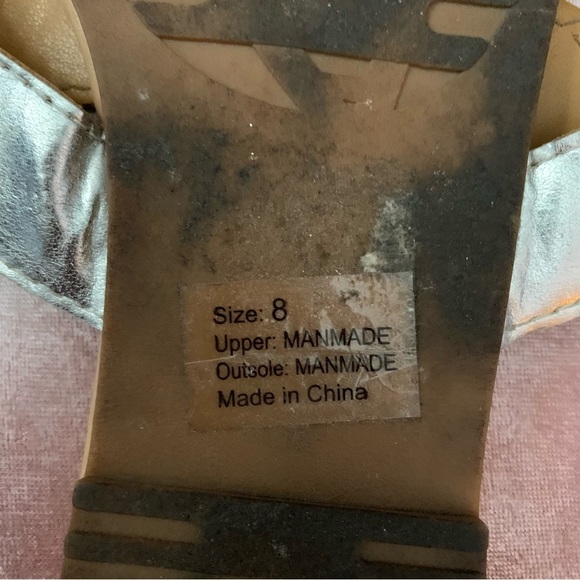 Size: 8
Upper: MANMADE
Outsole: MANMADE
Made in China